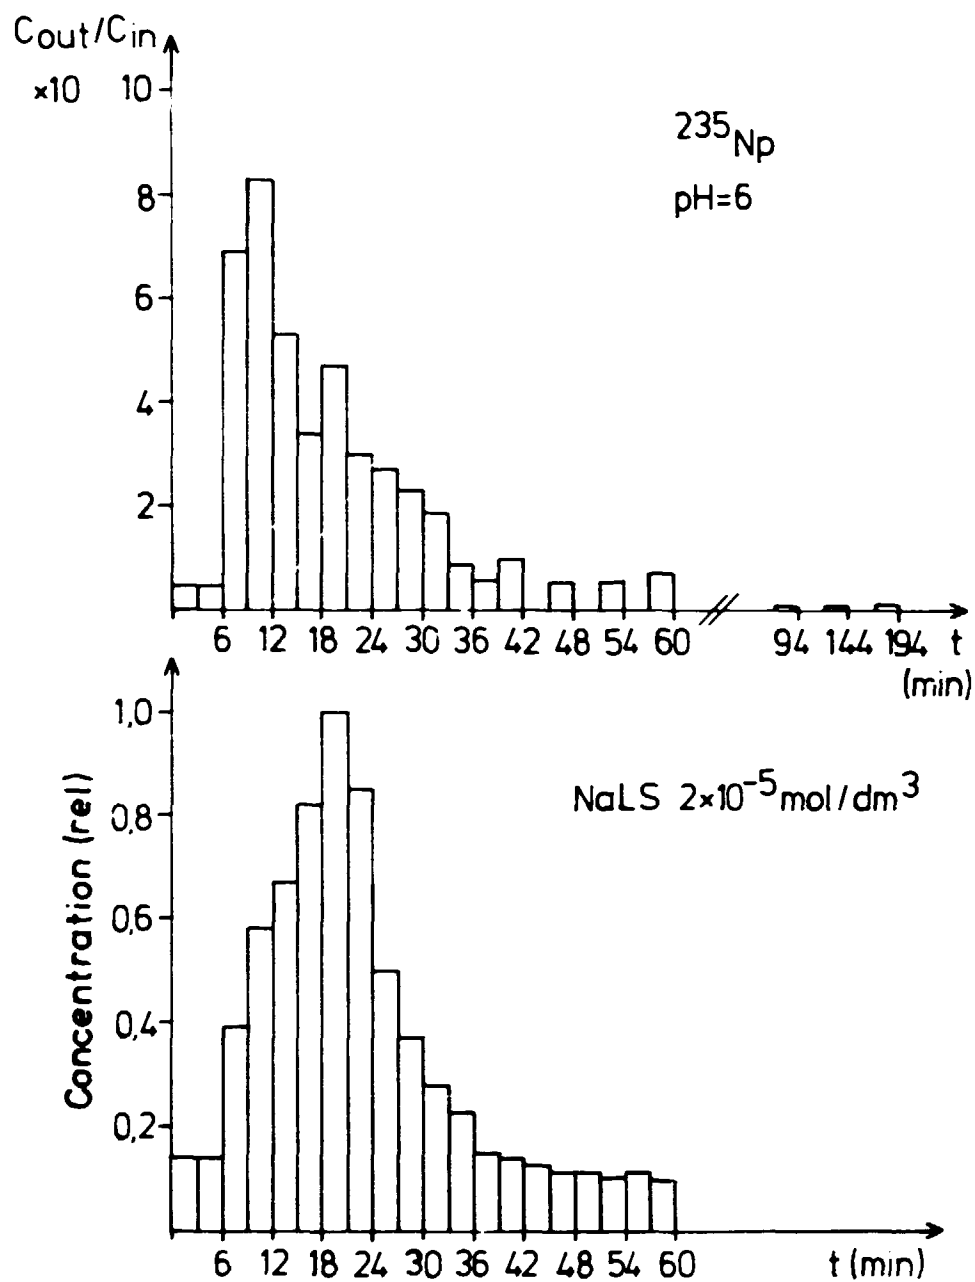 Cout/Cin
×10
10
8
6
4
2
²³⁵Np
pH=6
6 12 18 24 30 36 42 48 54 60 94 144 194 t
(min)
Concentration (rel)
1,0
0,8
0,6
0,4
0,2
NaLS 2×10⁻⁵mol/dm³
6 12 18 24 30 36 42 48 54 60 t (min)